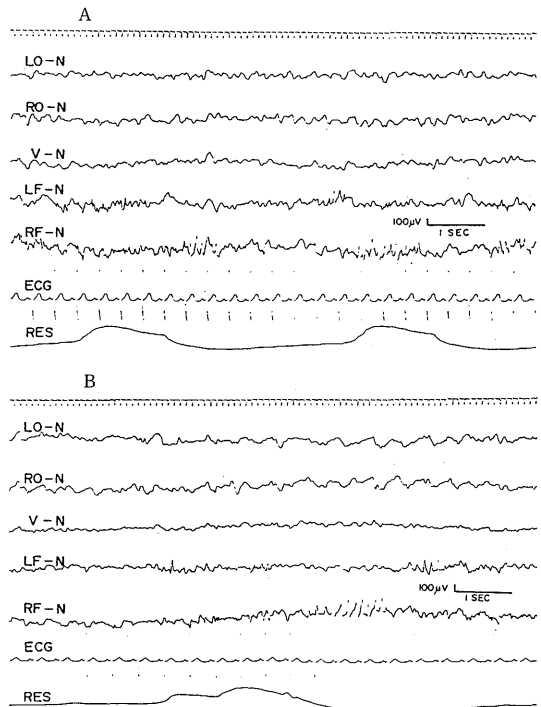 A
LO-N
RO-N
V-N
LF-N
100μV
1 SEC
RF-N
ECG
RES
B
LO-N
RO-N
V-N
LF-N
100μV
1 SEC
RF-N
ECG
RES